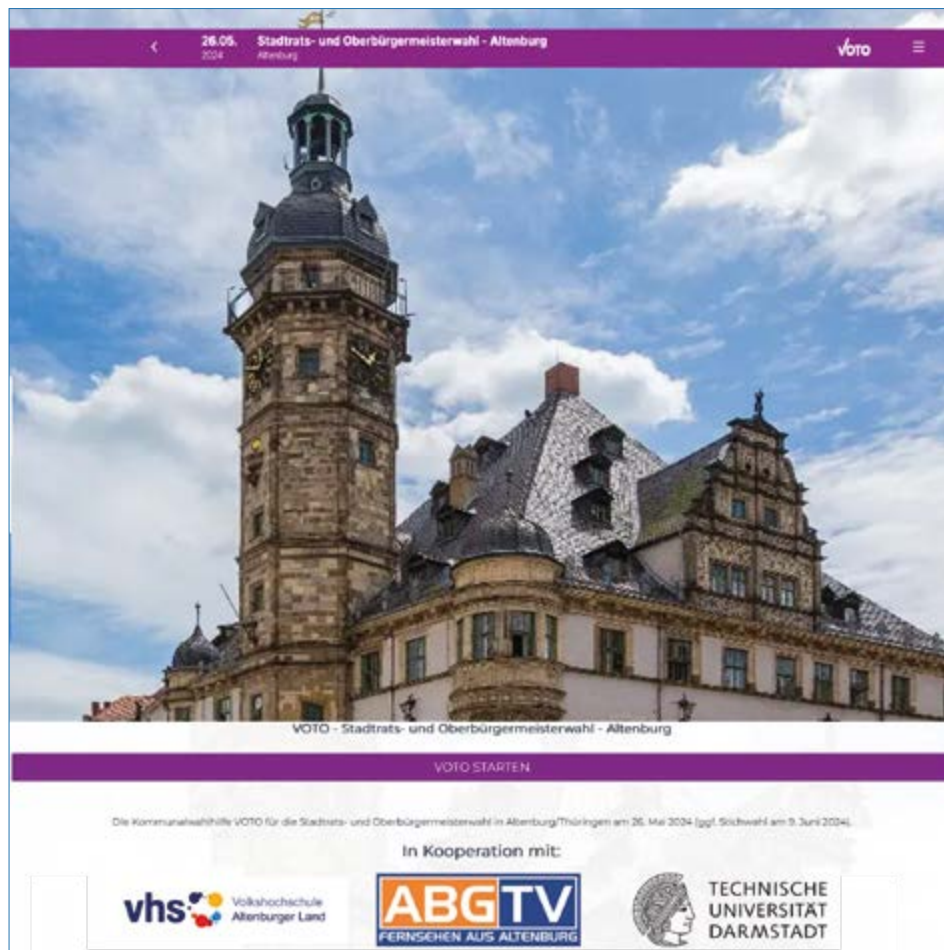 26.05. Stadtrats- und Oberbürgermeisterwahl - Altenburg
2024 Altenburg
VOTO
VOTO - Stadtrats- und Oberbürgermeisterwahl - Altenburg
VOTO STARTEN
Die Kommunalwahlhilfe VOTO für die Stadtrats- und Oberbürgermeisterwahl in Altenburg/Thüringen am 26. Mai 2024 (ggf. Stichwahl am 9. Juni 2024).
In Kooperation mit:
vhs Volkshochschule
Altenburger Land
ABG TV
FERNSEHEN AUS ALTENBURG
TECHNISCHE
UNIVERSITÄT
DARMSTADT